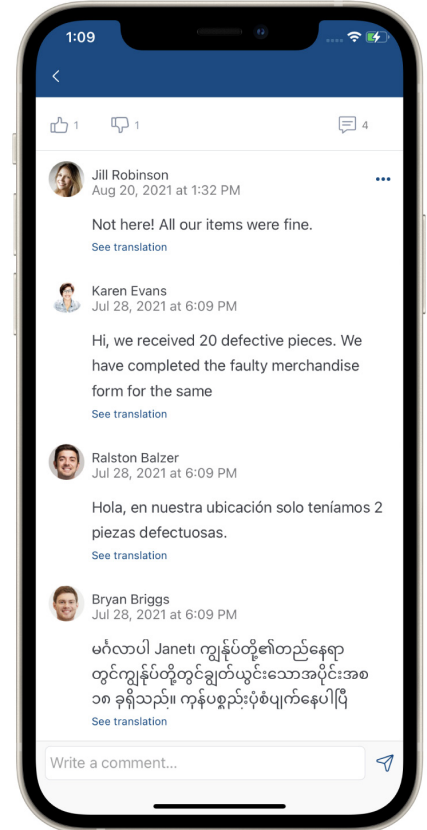 1:09
1
1
4
Jill Robinson
Aug 20, 2021 at 1:32 PM
Not here! All our items were fine.
See translation
Karen Evans
Jul 28, 2021 at 6:09 PM
Hi, we received 20 defective pieces. We
have completed the faulty merchandise
form for the same
See translation
Ralston Balzer
Jul 28, 2021 at 6:09 PM
Hola, en nuestra ubicación solo teníamos 2
piezas defectuosas.
See translation
Bryan Briggs
Jul 28, 2021 at 6:09 PM
မင်္ဂလာပါ Janet၊ ကျွန်ုပ်တို့၏တည်နေရာ
တွင်ကျွန်ုပ်တို့တွင်ချွတ်ယွင်းသောအပိုင်းအစ
၁၈ ခုရှိသည်။ ကုန်ပစ္စည်းပုံစံပျက်နေပါပြီ
See translation
Write a comment...